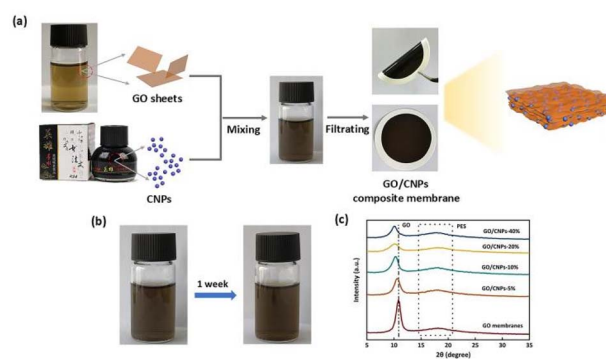 (a)
GO sheets
Mixing
Filtrating
CNPs
GO/CNPs
composite membrane
(b)
1 week
(c)
GO
PES
GO/CNPs-40%
GO/CNPs-20%
GO/CNPs-10%
GO/CNPs-5%
GO membranes
Intensity (a.u.)
5 10 15 20 25 30 35
2θ (degree)